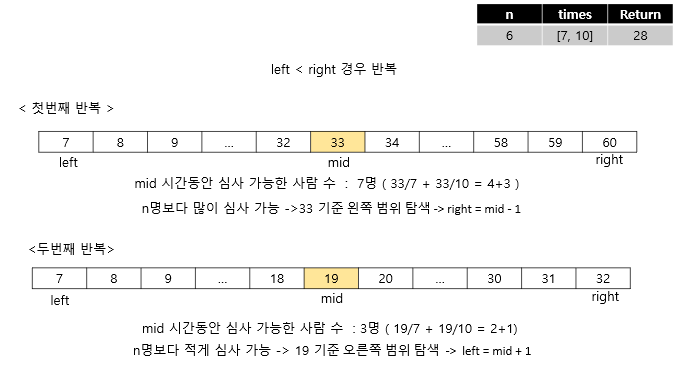 n times Return
6 [7, 10] 28
left < right 경우 반복
< 첫번째 반복 >
7 8 9 ... 32 33 34 ... 58 59 60
left mid right
mid 시간동안 심사 가능한 사람 수 : 7명 ( 33/7 + 33/10 = 4+3 )
n명보다 많이 심사 가능 ->33 기준 왼쪽 범위 탐색 -> right = mid - 1
<두번째 반복>
7 8 9 ... 18 19 20 ... 30 31 32
left mid right
mid 시간동안 심사 가능한 사람 수 : 3명 ( 19/7 + 19/10 = 2+1)
n명보다 적게 심사 가능 -> 19 기준 오른쪽 범위 탐색 -> left = mid + 1